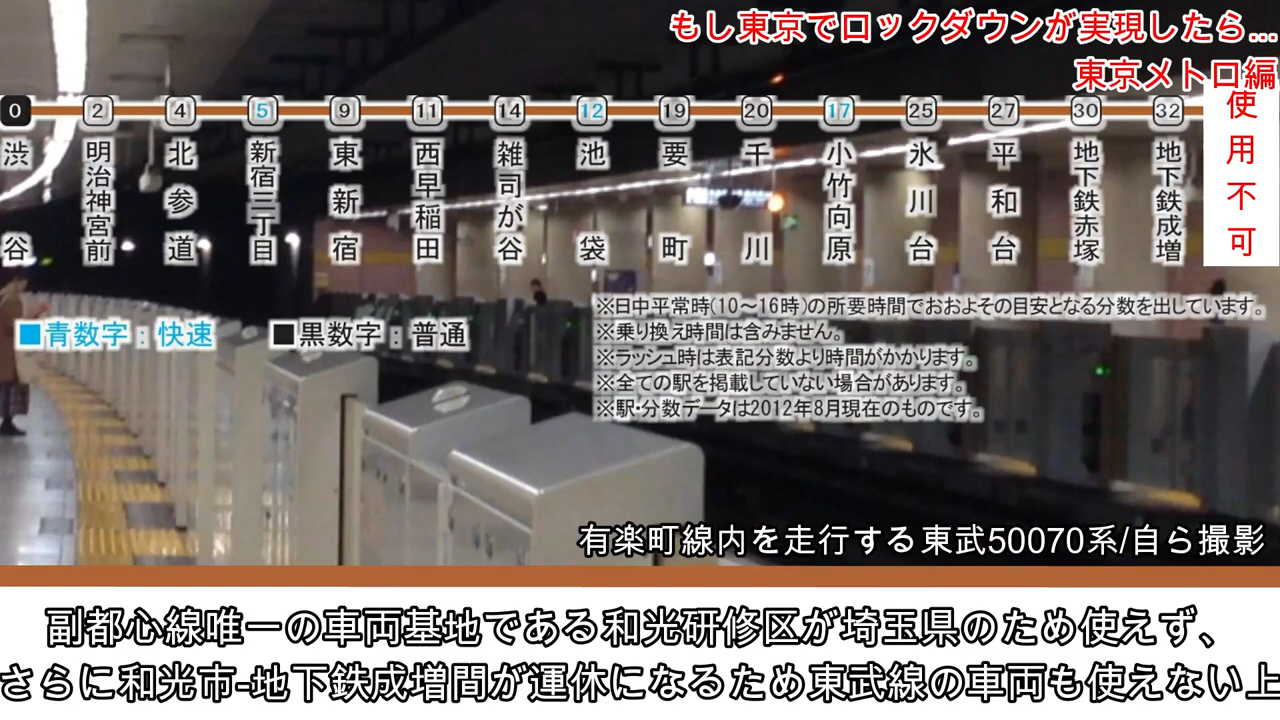 もし東京でロックダウンが実現したら...
東京メトロ編
0 2 4 5 9 11 14 12 19 20 17 25 27 30 32
渋谷 明治神宮前 北参道 新宿三丁目 東新宿 西早稲田 雑司が谷 池袋 要町 千川 小竹向原 氷川台 平和台 地下鉄赤塚 地下鉄成増 使用不可
※日中平常時(10～16時)の所要時間でおおよその目安となる分数を出しています。
■青数字：快速 ■黒数字：普通
※乗り換え時間は含みません。
※ラッシュ時は表記分数より時間がかかります。
※全ての駅を掲載していない場合があります。
※駅・分数データは2012年8月現在のものです。
有楽町線内を走行する東武50070系/自ら撮影
副都心線唯一の車両基地である和光研修区が埼玉県のため使えず、
さらに和光市-地下鉄成増間が運休になるため東武線の車両も使えない上